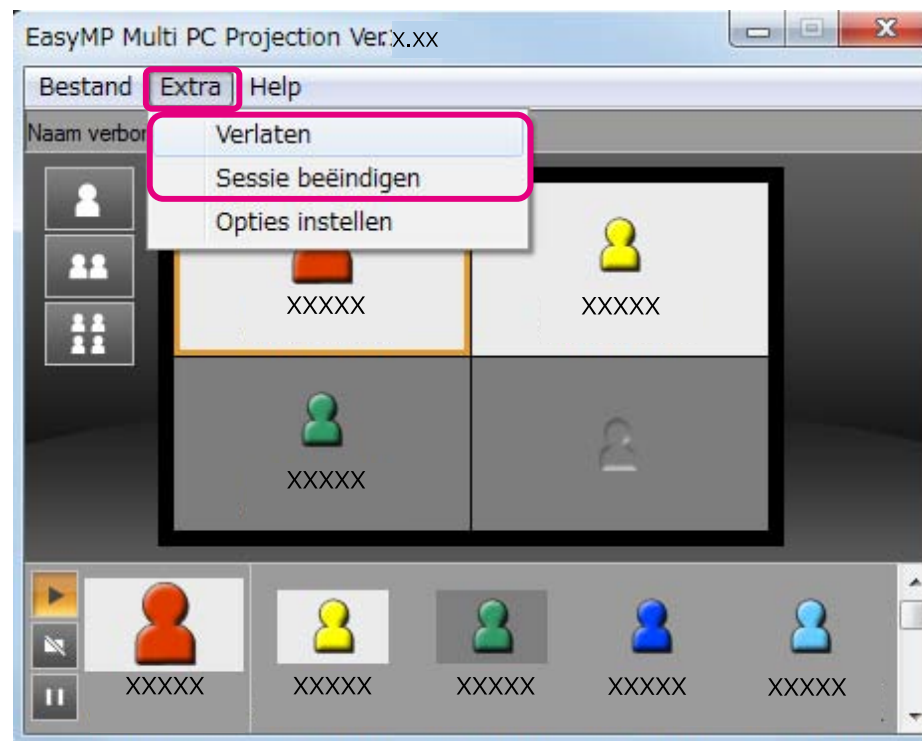 EasyMP Multi PC Projection Ver.x.xx
Bestand Extra Help
Naam verbor
Verlaten
Sessie beëindigen
Opties instellen
XXXXX XXXXX
XXXXX
XXXXX XXXXX XXXXX XXXXX XXXXX